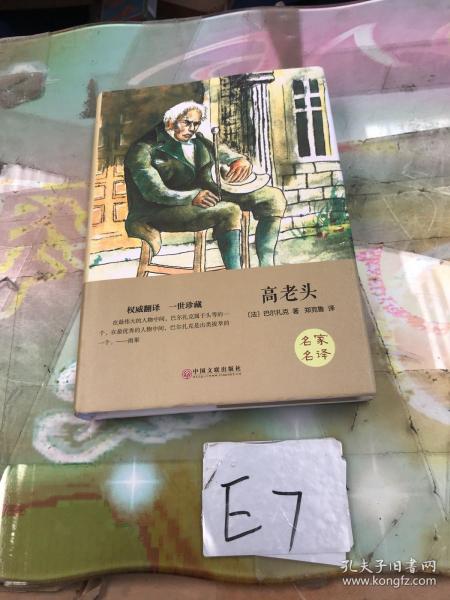 高老头
〔法〕巴尔扎克 著 郑克鲁 译
权威翻译 一世珍藏
在最伟大的人物中间，巴尔扎克属于头等的一
个，在最优秀的人物中间，巴尔扎克是出类拔萃的
一个。——雨果
名家
名译
中国文联出版社
E7
孔夫子旧书网
www.kongfz.com